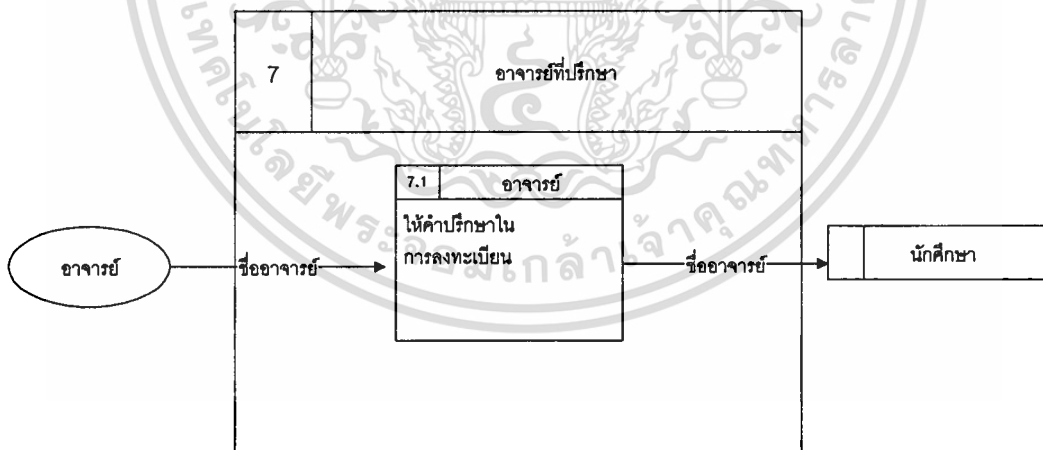 7
อาจารย์ที่ปรึกษา
7.1
อาจารย์
ให้คำปรึกษาใน
การลงทะเบียน
อาจารย์
ชื่ออาจารย์
ชื่ออาจารย์
นักศึกษา